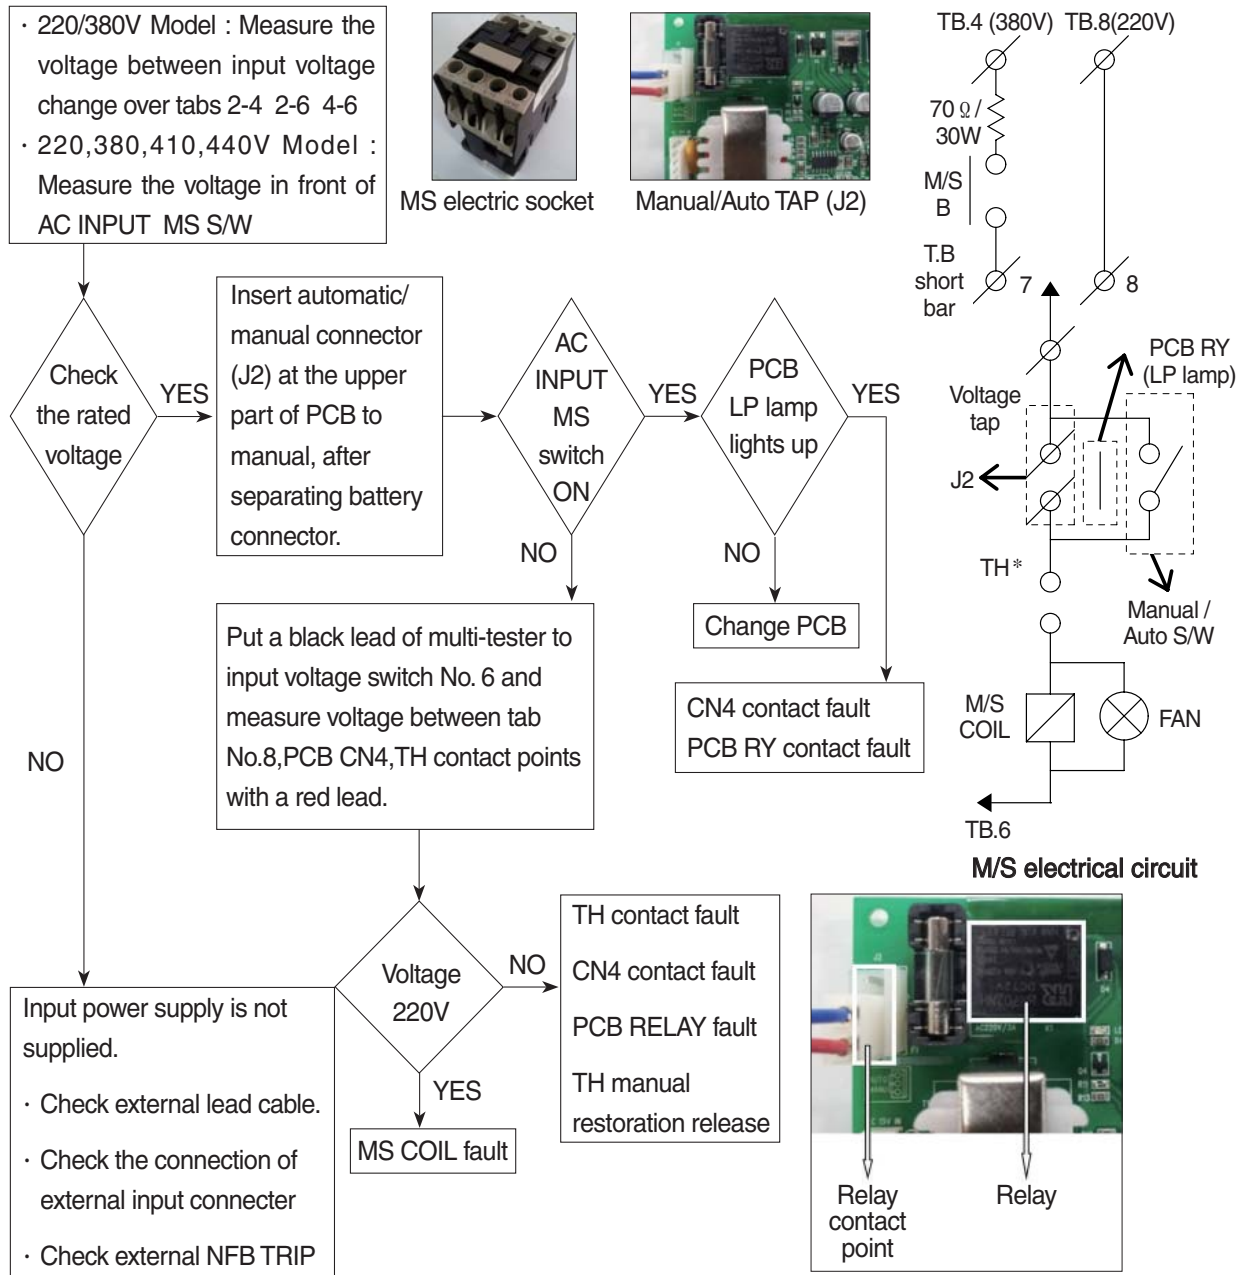 · 220/380V Model : Measure the
voltage between input voltage
change over tabs 2-4 2-6 4-6
· 220,380,410,440V Model :
Measure the voltage in front of
AC INPUT MS S/W
MS electric socket
Manual/Auto TAP (J2)
Check
the rated
voltage
YES
Insert automatic/
manual connector
(J2) at the upper
part of PCB to
manual, after
separating battery
connector.
AC
INPUT
MS
switch
ON
YES
PCB
LP lamp
lights up
YES
NO
NO
Change PCB
CN4 contact fault
PCB RY contact fault
Put a black lead of multi-tester to
input voltage switch No. 6 and
measure voltage between tab
No.8,PCB CN4,TH contact points
with a red lead.
NO
Voltage
220V
NO
TH contact fault
CN4 contact fault
PCB RELAY fault
TH manual
restoration release
YES
MS COIL fault
Input power supply is not
supplied.
· Check external lead cable.
· Check the connection of
external input connecter
· Check external NFB TRIP
TB.4 (380V)
TB.8(220V)
70 Ω /
30W
M/S
B
T.B
short
bar
7
8
PCB RY
(LP lamp)
Voltage
tap
J2
TH*
Manual /
Auto S/W
M/S
COIL
FAN
TB.6
M/S electrical circuit
Relay
contact
point
Relay